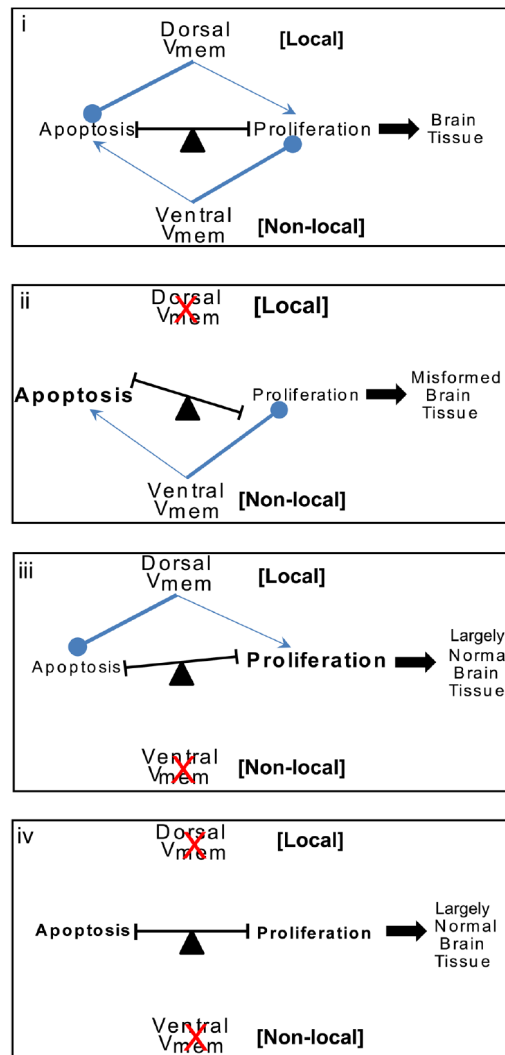 i
Dorsal
Vmem
[Local]
Apoptosis
Proliferation
Brain
Tissue
Ventral
Vmem
[Non-local]
ii
Dorsal
Vmem
[Local]
Apoptosis
Proliferation
Misformed
Brain
Tissue
Ventral
Vmem
[Non-local]
iii
Dorsal
Vmem
[Local]
Apoptosis
Proliferation
Largely
Norma
Brain
Tissue
Ventral
Vmem
[Non-local]
iv
Dorsal
Vmem
[Local]
Apoptosis
Proliferation
Largely
Normal
Brain
Tissue
Ventral
Vmem
[Non-local]